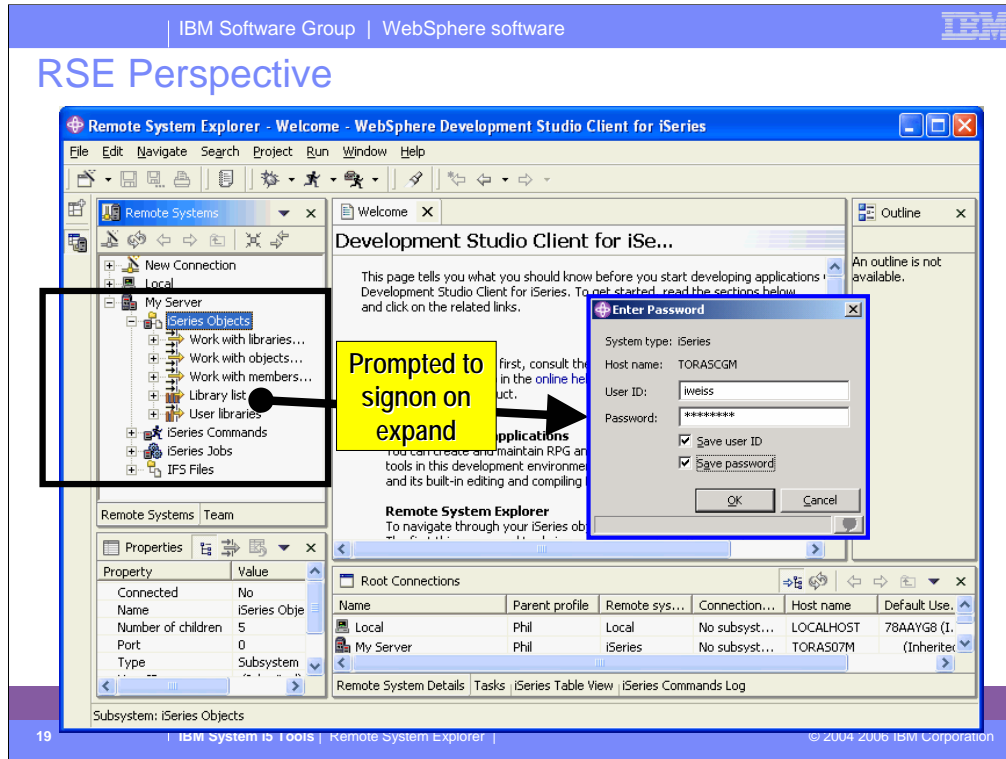 IBM Software Group | WebSphere software
IBM
RSE Perspective
Remote System Explorer - Welcome - WebSphere Development Studio Client for iSeries
File Edit Navigate Search Project Run Window Help
Remote Systems
New Connection
Local
My Server
iSeries Objects
Work with libraries...
Work with objects...
Work with members...
Library list
User libraries
iSeries Commands
iSeries Jobs
IFS Files
Remote Systems Team
Welcome
Development Studio Client for iSe...
This page tells you what you should know before you start developing applications
Development Studio Client for iSeries. To get started, read the sections below
and click on the related links.
first, consult the
in the online hel
uct.
pplications
You can create and maintain RPG an
tools in this development environme
and its built-in editing and compiling
Remote System Explorer
To navigate through your iSeries ob
Outline
An outline is not
available.
Prompted to
signon on
expand
Enter Password
System type: iSeries
Host name: TORASCGM
User ID: iweiss
Password: ********
Save user ID
Save password
OK Cancel
Properties
Property Value
Connected No
Name iSeries Obje
Number of children 5
Port 0
Type Subsystem
Root Connections
Name Parent profile Remote sys... Connection... Host name Default Use.
Local Phil Local No subsyst... LOCALHOST 78AAYG8 (I.
My Server Phil iSeries No subsyst... TORAS07M (Inherited
Remote System Details Tasks iSeries Table View iSeries Commands Log
Subsystem: iSeries Objects
19 | IBM System i5 Tools | Remote System Explorer | © 2004 2006 IBM Corporation